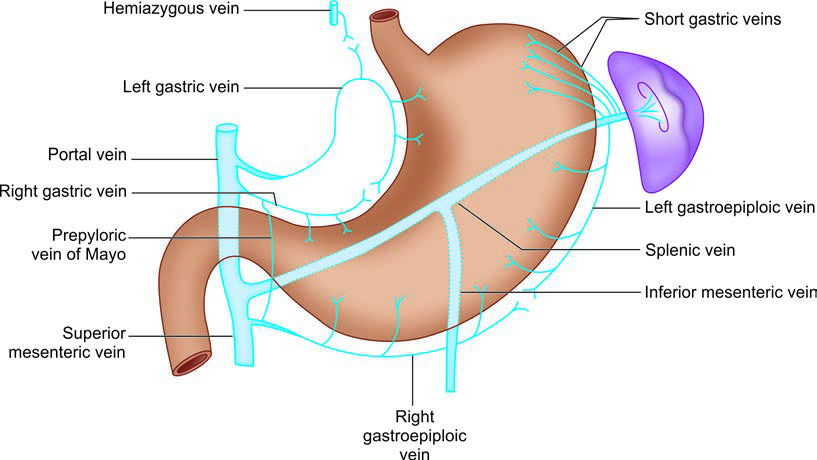 Hemiazygous vein
Short gastric veins
Left gastric vein
Portal vein
Right gastric vein
Prepyloric
vein of Mayo
Left gastroepiploic vein
Splenic vein
Inferior mesenteric vein
Superior
mesenteric vein
Right
gastroepiploic
vein